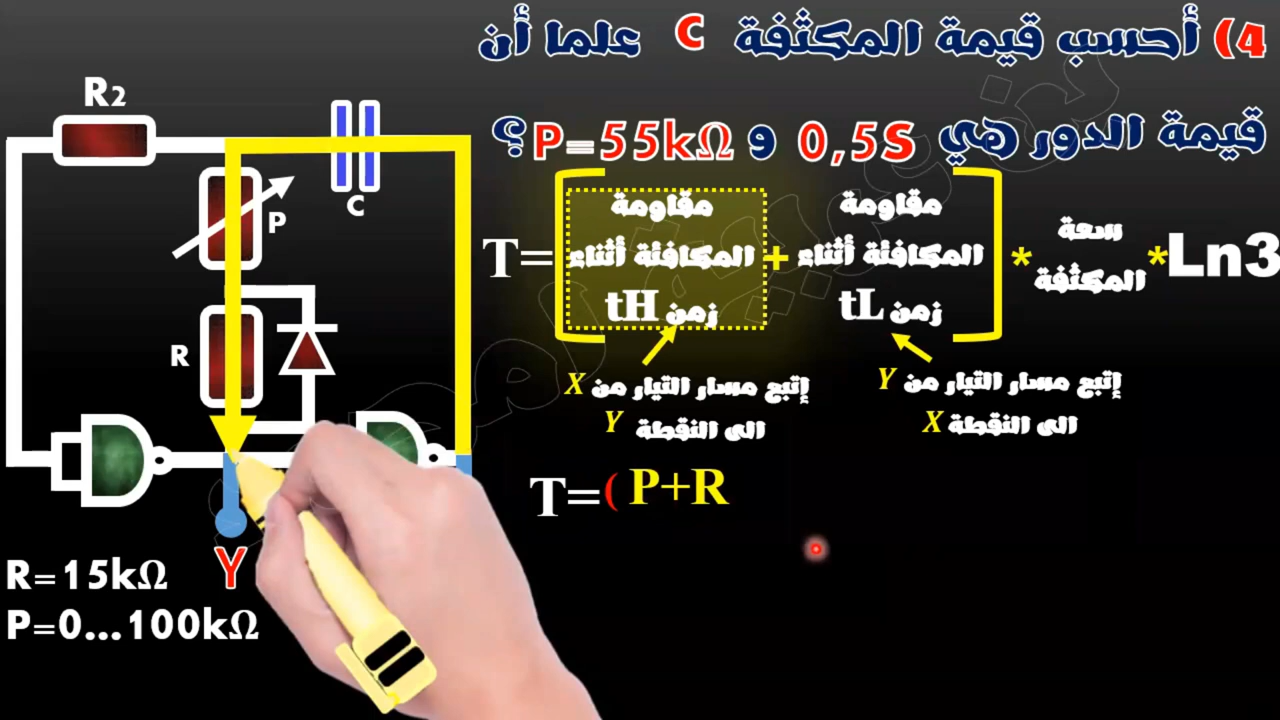 4) أحسب قيمة المكثفة C علما أن
قيمة الدور هي 0,5S و P=55kΩ ؟
R2
C
P
R
T= [ مقاومة المكافئة أثناء زمن tH + مقاومة المكافئة أثناء زمن tL ] * سعة المكثفة * Ln3
إتبع مسار التيار من X
الى النقطة Y
إتبع مسار التيار من Y
الى النقطة X
T=( P+R
Y
R=15kΩ
P=0...100kΩ